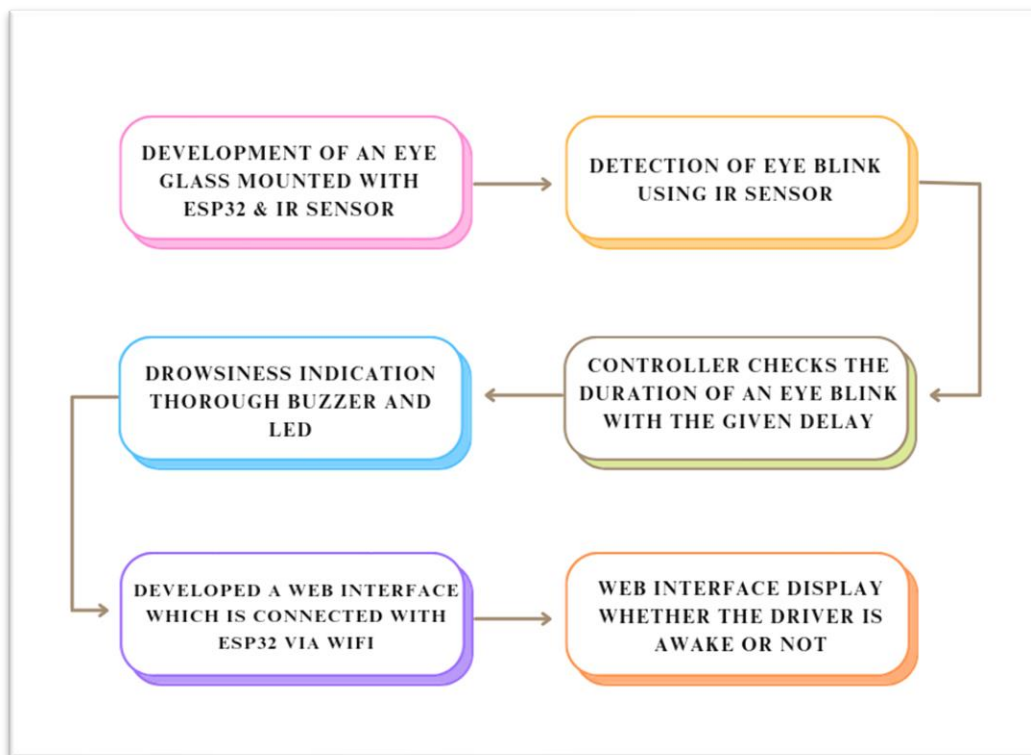 DEVELOPMENT OF AN EYE
GLASS MOUNTED WITH
ESP32 & IR SENSOR
DETECTION OF EYE BLINK
USING IR SENSOR
CONTROLLER CHECKS THE
DURATION OF AN EYE BLINK
WITH THE GIVEN DELAY
DROWSINESS INDICATION
THOROUGH BUZZER AND
LED
DEVELOPED A WEB INTERFACE
WHICH IS CONNECTED WITH
ESP32 VIA WIFI
WEB INTERFACE DISPLAY
WHETHER THE DRIVER IS
AWAKE OR NOT